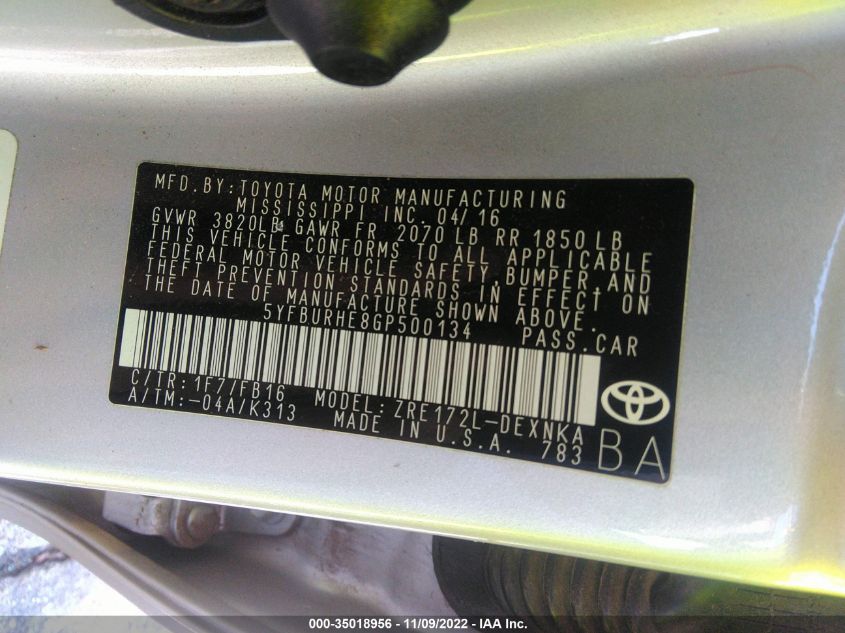 MFD.BY:TOYOTA MOTOR MANUFACTURING
MISSISSIPPI INC. 04/16
GVWR 3820LB GAWR FR 2070 LB RR 1850 LB
THIS VEHICLE CONFORMS TO ALL APPLICABLE
FEDERAL MOTOR VEHICLE SAFETY,BUMPER,AND
THEFT PREVENTION STANDARDS IN EFFECT ON
THE DATE OF MANUFACTURE SHOWN ABOVE.
5YFBURHE8GP500134 PASS.CAR
C/TR:1F7/FB16 MODEL:ZRE172L-DEXNKA
A/TM:-04A/K313 MADE IN U.S.A. 783
BA
000-35018956 - 11/09/2022 - IAA Inc.